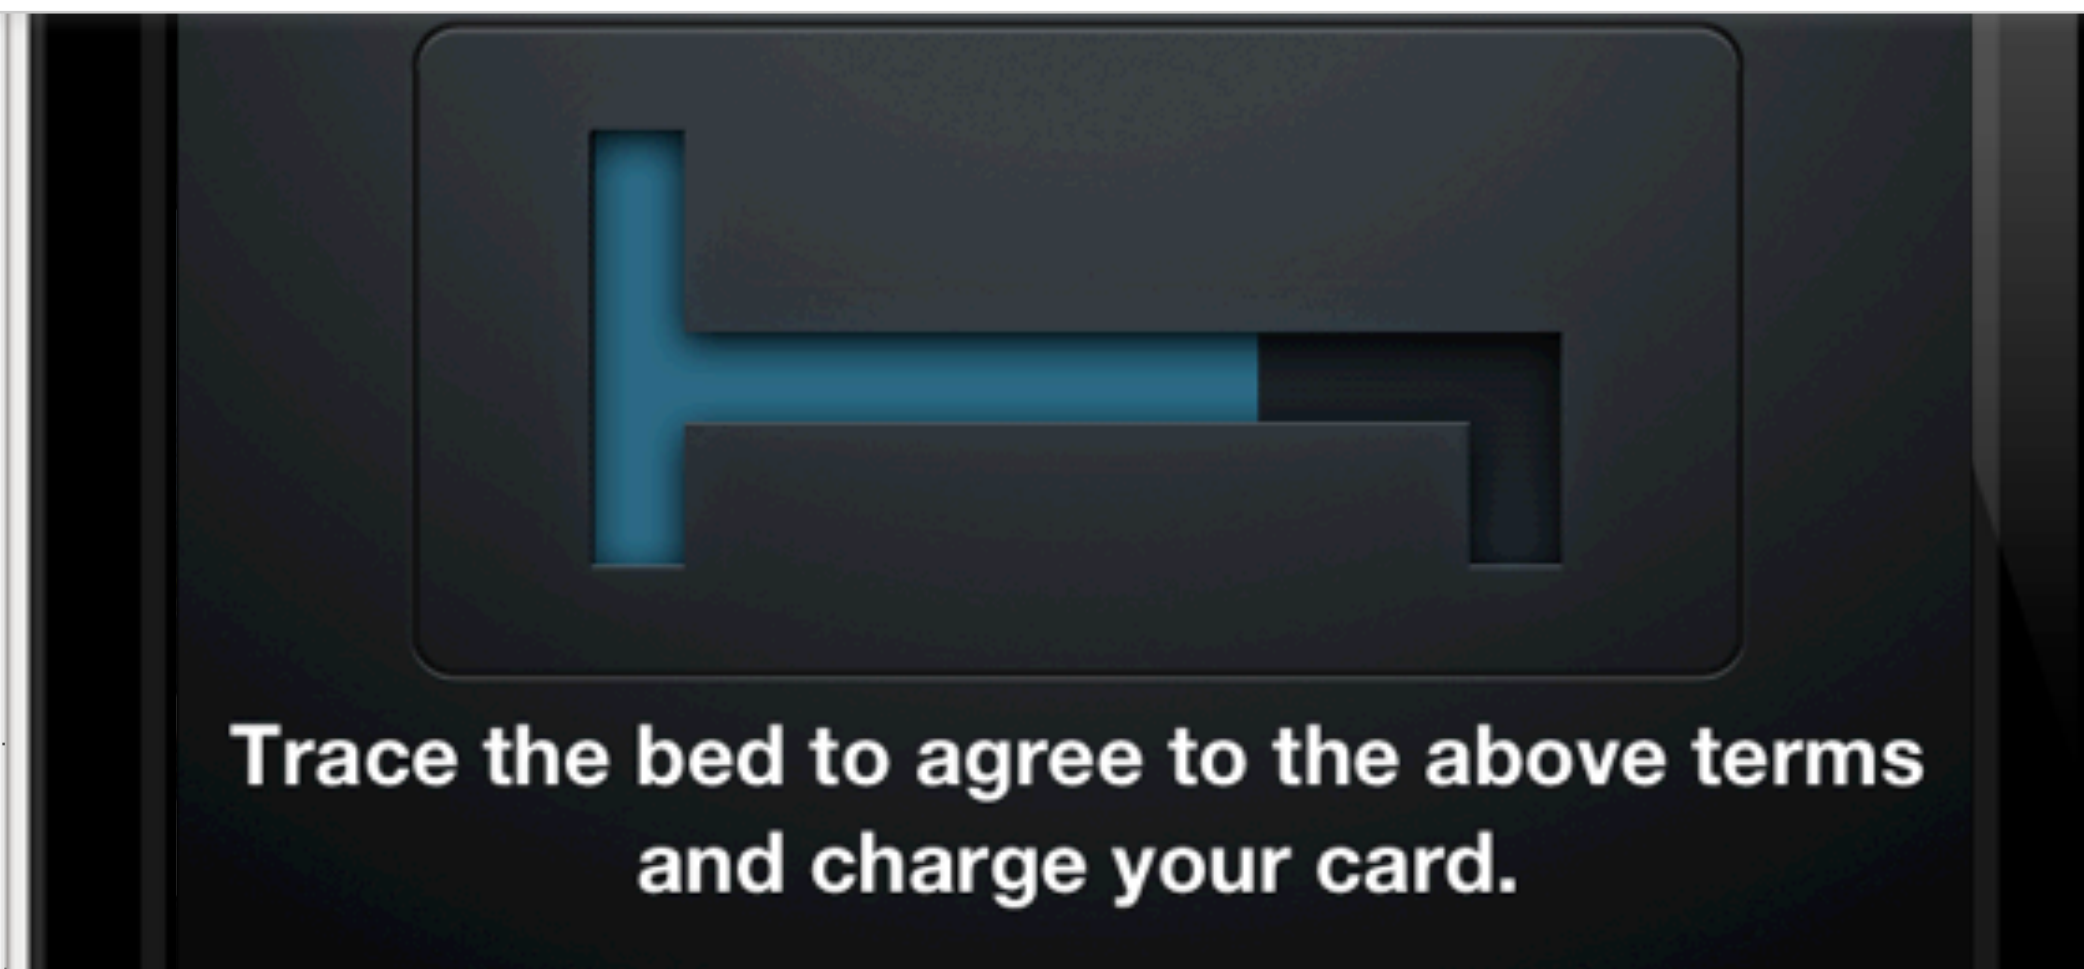 Trace the bed to agree to the above terms
and charge your card.